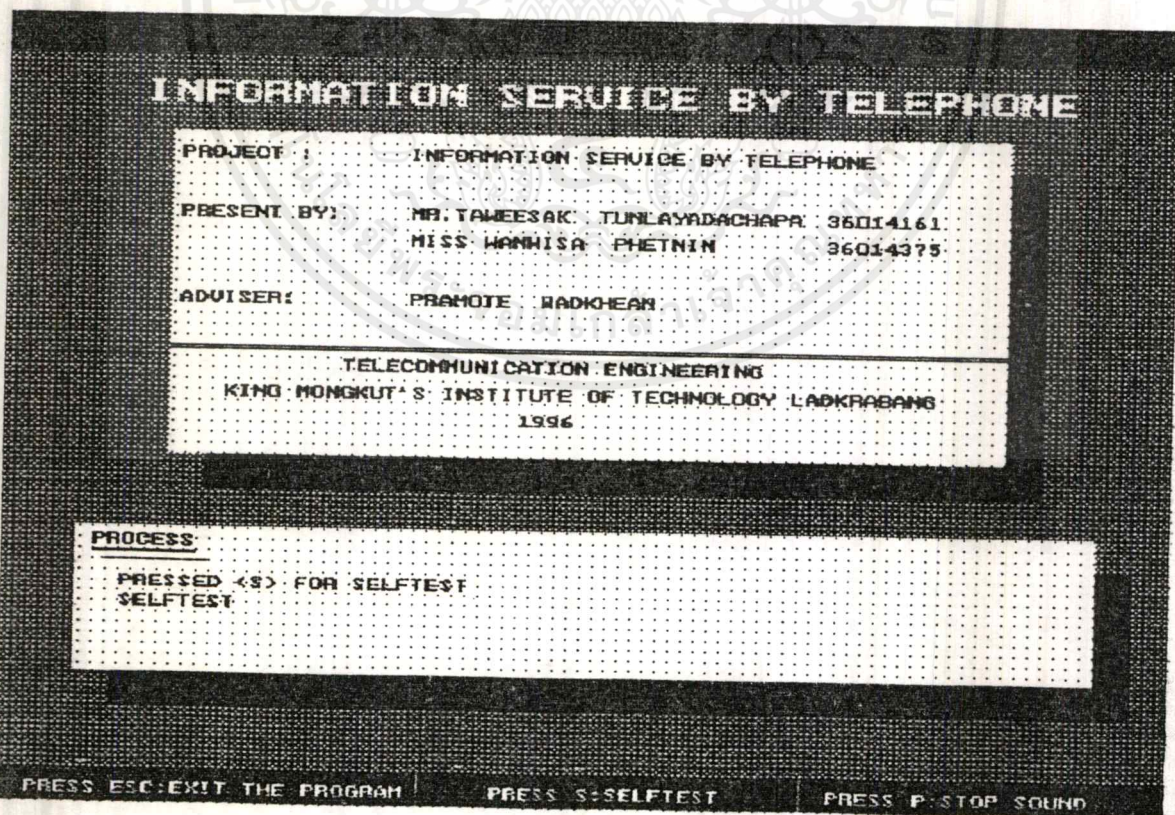 INFORMATION SERVICE BY TELEPHONE
PROJECT : INFORMATION SERVICE BY TELEPHONE
PRESENT BY: MR. TAWEESAK TUNLAYADACHAPA 36014161
MISS WANWISA PHETNIN 36014375
ADVISER: PRAMOTE WADKHEAN
TELECOMMUNICATION ENGINEERING
KING MONGKUT'S INSTITUTE OF TECHNOLOGY LADKRABANG
1996
PROCESS
PRESSED <S> FOR SELFTEST
SELFTEST
PRESS ESC:EXIT THE PROGRAM PRESS S:SELFTEST PRESS P:STOP SOUND